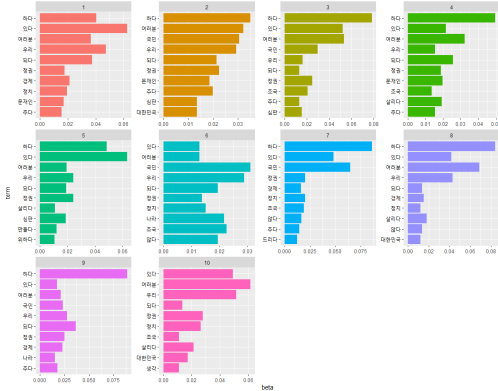 1
2
3
4
하다
있다
여러분
우리
되다
정권
경제
정치
문재인
주다
하다
여러분
국민
우리
되다
정권
문재인
주다
심판
대한민국
하다
있다
여러분
국민
우리
되다
정권
조국
주다
심판
하다
있다
여러분
우리
되다
정권
문재인
조국
살리다
주다
0.00 0.02 0.04 0.06
0.00 0.01 0.02 0.03
0.00 0.02 0.04 0.06 0.08
0.00 0.01 0.02 0.03 0.04 0.05
5
6
7
8
하다
있다
여러분
우리
되다
정권
살리다
심판
만들다
위하다
있다
여러분
국민
우리
되다
정권
정치
나라
조국
않다
하다
있다
국민
정권
경제
정치
조국
않다
주다
드리다
하다
있다
여러분
우리
되다
경제
정치
살리다
않다
대한민국
0.00 0.02 0.04 0.06
0.00 0.01 0.02 0.03
0.000 0.025 0.050 0.075
0.00 0.02 0.04 0.06 0.08
9
10
하다
있다
여러분
국민
우리
되다
정권
경제
나라
주다
있다
여러분
우리
되다
정권
정치
조국
살리다
대한민국
생각
0.000 0.025 0.050 0.075
0.00 0.02 0.04 0.06
term
beta